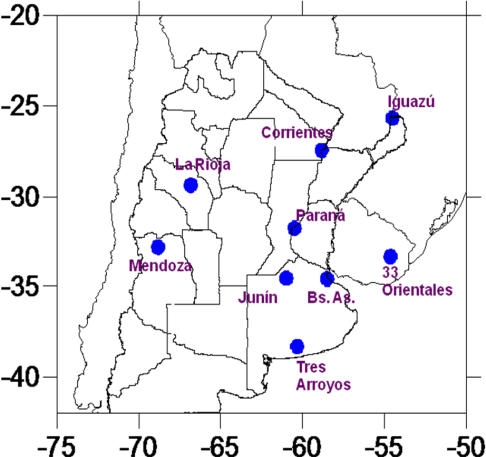 -20
Iguazú
-25
Corrientes
La Rioja
-30
Paraná
Mendoza
33
Orientales
-35
Junín
Bs. As.
Tres
Arroyos
-40
-75
-70
-65
-60
-55
-50